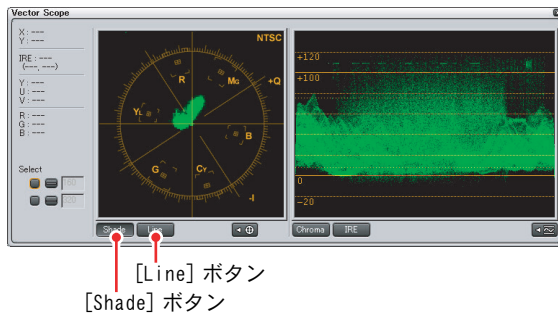 Vector Scope
X : ---
Y : ---
IRE : ---
(---, ---)
Y : ---
U : ---
V : ---
R : ---
G : ---
B : ---
Select
160
NTSC
R
MG
+Q
YL
B
G
CY
-I
+120
+100
0
-20
Shade
Line
Chroma
IRE
[Line] ボタン
[Shade] ボタン